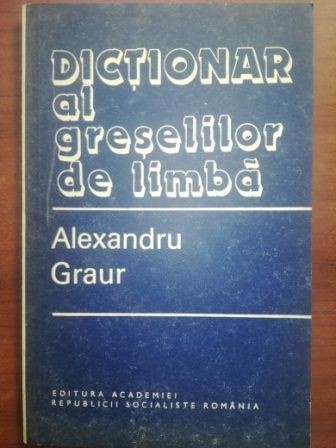 DICȚIONAR
al
greșelilor
de limbă
Alexandru
Graur
EDITURA ACADEMIEI
REPUBLICII SOCIALISTE ROMÂNIA